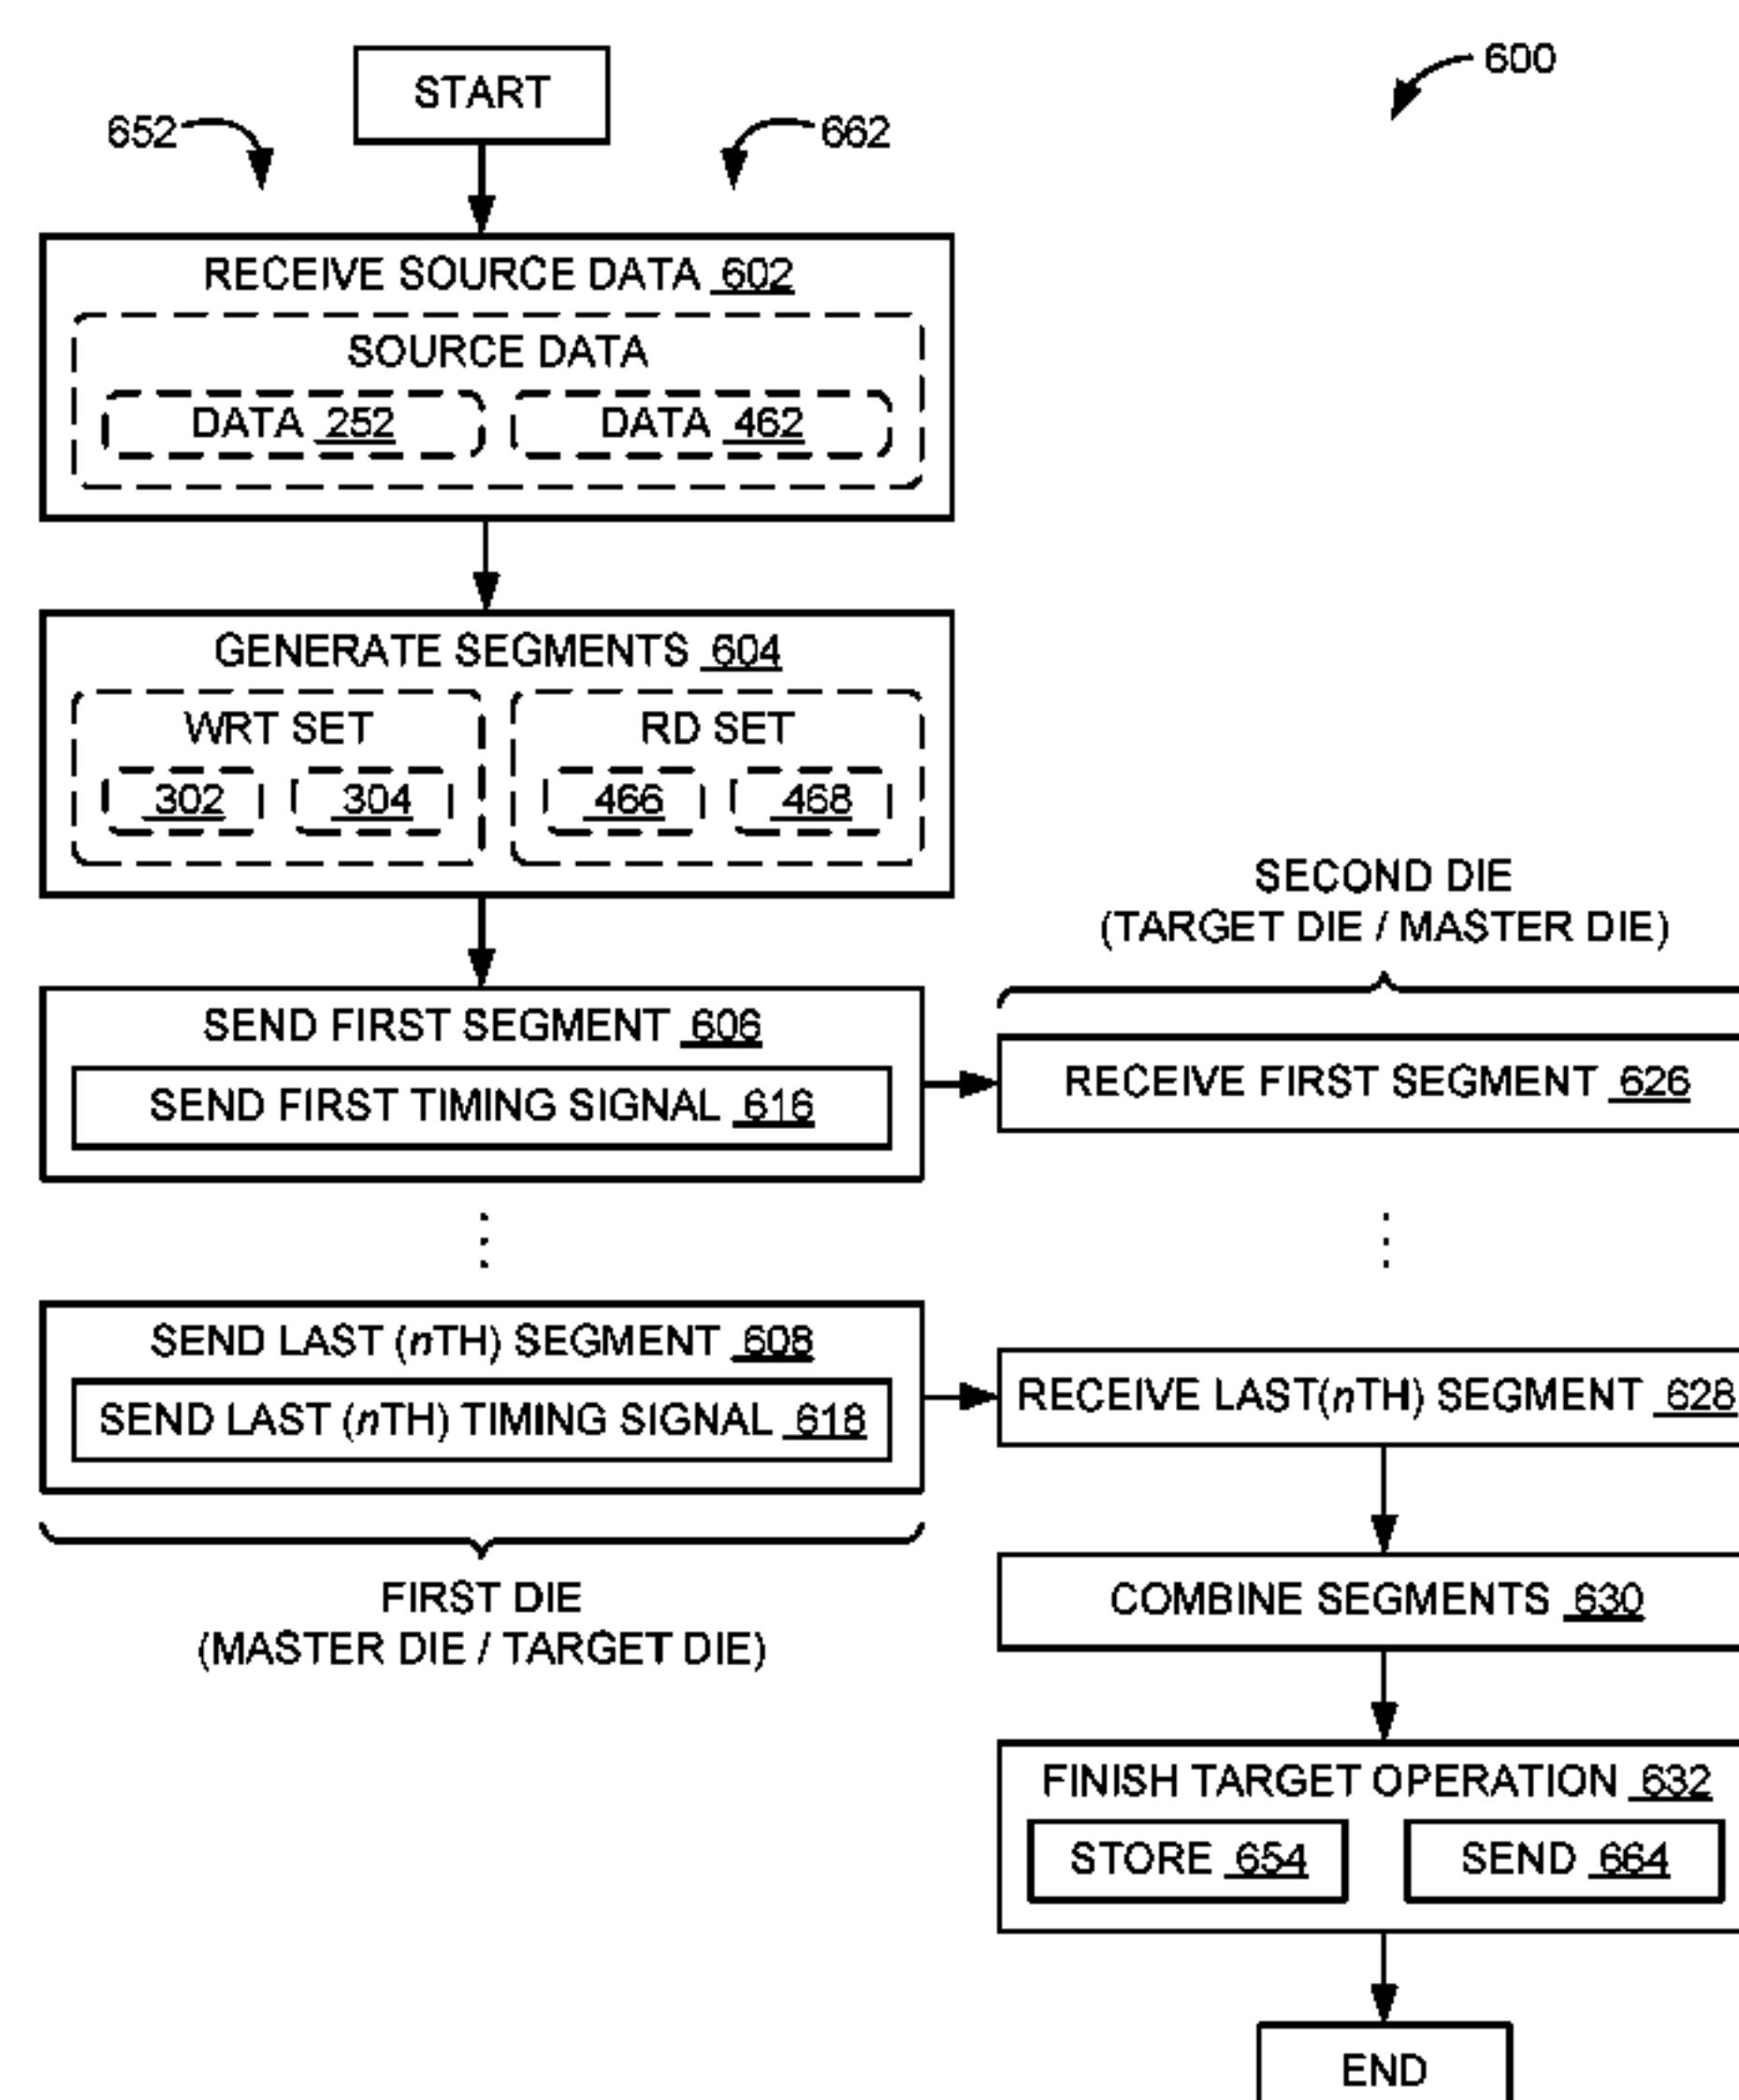 600
START
652
662
RECEIVE SOURCE DATA 602
SOURCE DATA
DATA 252
DATA 462
GENERATE SEGMENTS 604
WRT SET
RD SET
302
304
466
468
SEND FIRST SEGMENT 606
SEND FIRST TIMING SIGNAL 616
SECOND DIE
(TARGET DIE / MASTER DIE)
RECEIVE FIRST SEGMENT 626
SEND LAST (nTH) SEGMENT 608
SEND LAST (nTH) TIMING SIGNAL 618
RECEIVE LAST(nTH) SEGMENT 628
FIRST DIE
(MASTER DIE / TARGET DIE)
COMBINE SEGMENTS 630
FINISH TARGET OPERATION 632
STORE 654
SEND 664
END